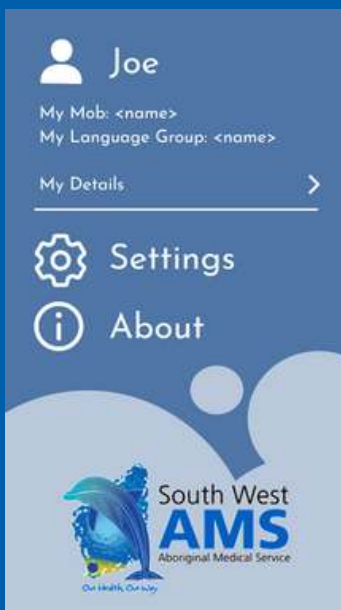 Joe
My Mob: <name>
My Language Group: <name>
My Details
Settings
About
South West
AMS
Aboriginal Medical Service
Our Health, Our Way